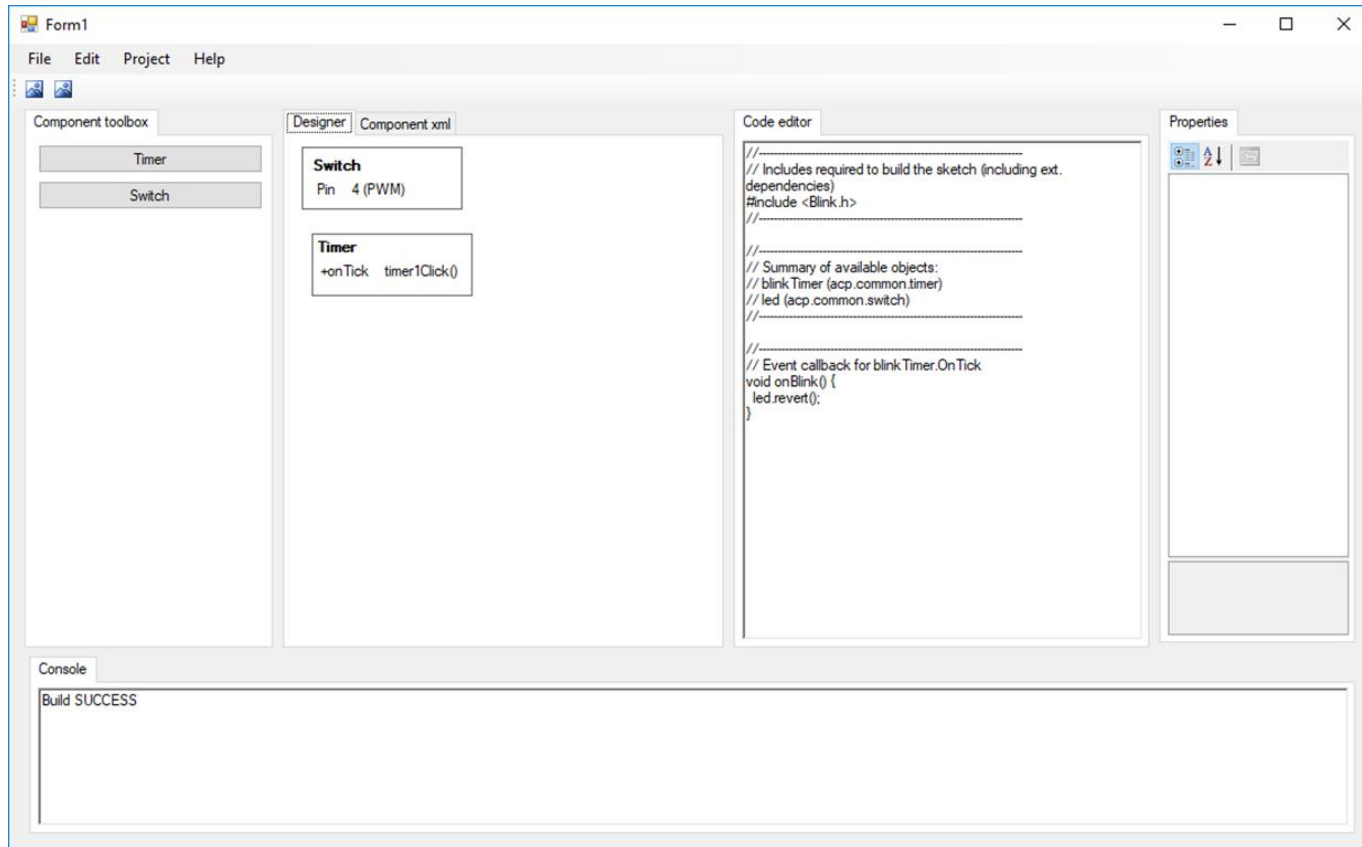 Form1
File Edit Project Help
Component toolbox
Timer
Switch
Designer Component xml
Switch
Pin 4 (PWM)
Timer
+onTick timer1Click()
Code editor
//----------------------------------------------------------------------
// Includes required to build the sketch (including ext.
dependencies)
#include <Blink.h>
//----------------------------------------------------------------------
//----------------------------------------------------------------------
// Summary of available objects:
// blinkTimer (acp.common.timer)
// led (acp.common.switch)
//----------------------------------------------------------------------
//----------------------------------------------------------------------
// Event callback for blinkTimer.OnTick
void onBlink() {
led.revert();
}
Properties
Console
Build SUCCESS